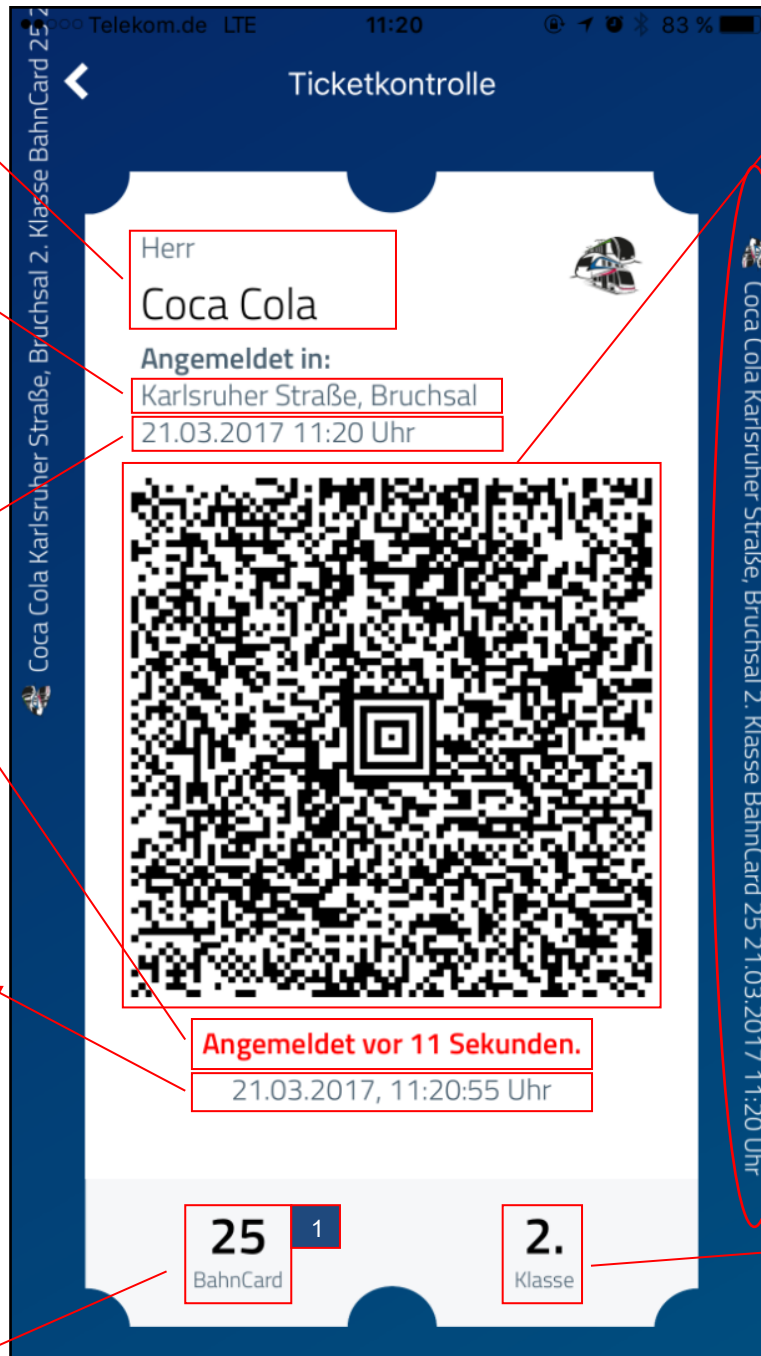 Telekom.de LTE 11:20 83 %
Ticketkontrolle
Herr
Coca Cola
Angemeldet in:
Karlsruher Straße, Bruchsal
21.03.2017 11:20 Uhr
Angemeldet vor 11 Sekunden.
21.03.2017, 11:20:55 Uhr
25 1
BahnCard
2.
Klasse
Coca Cola Karlsruher Straße, Bruchsal 2. Klasse BahnCard 25
Coca Cola Karlsruher Straße, Bruchsal 2. Klasse BahnCard 25 21.03.2017 11:20 Uhr